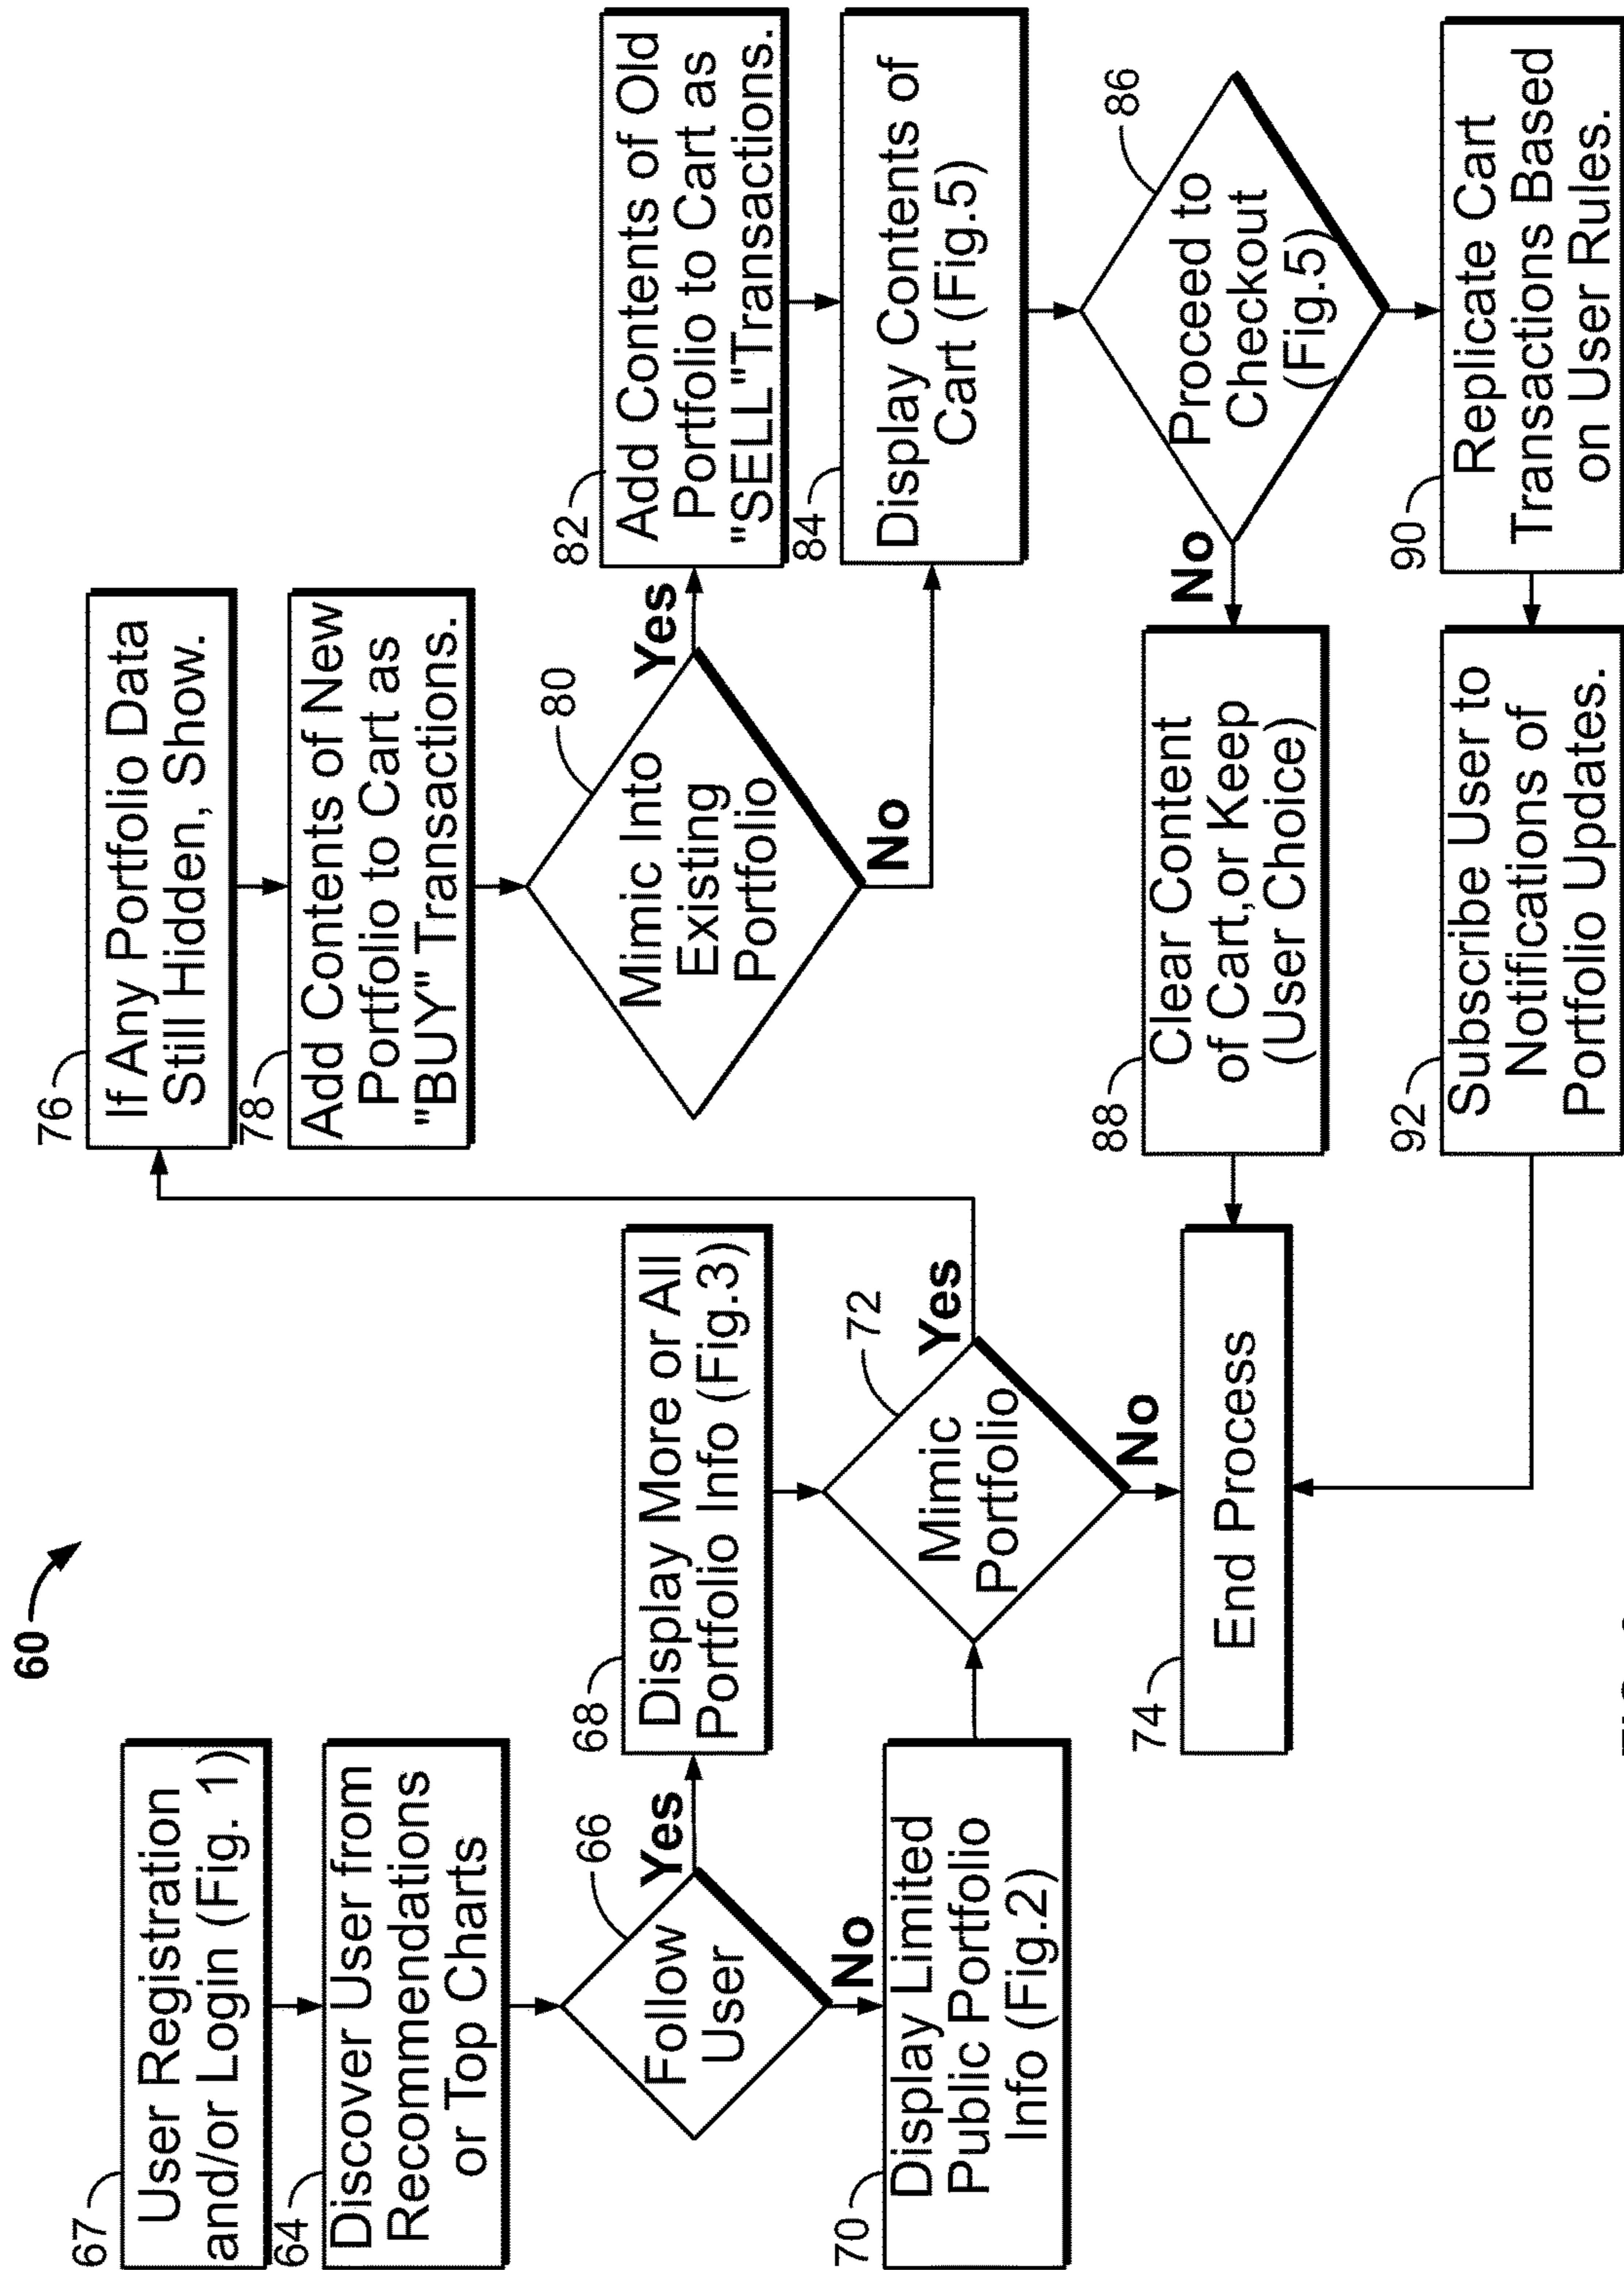 60
67
User Registration
and/or Login (Fig. 1)
64
Discover User from
Recommendations
or Top Charts
66
Follow
User
Yes
No
70
Display Limited
Public Portfolio
Info (Fig.2)
68
Display More or All
Portfolio Info (Fig.3)
72
Mimic
Portfolio
Yes
No
74
End Process
76
If Any Portfolio Data
Still Hidden, Show.
78
Add Contents of New
Portfolio to Cart as
"BUY" Transactions.
80
Mimic Into
Existing
Portfolio
Yes
No
82
Add Contents of Old
Portfolio to Cart as
"SELL"Transactions.
84
Display Contents of
Cart (Fig.5)
86
Proceed to
Checkout
(Fig.5)
No
88
Clear Content
of Cart,or Keep
(User Choice)
90
Replicate Cart
Transactions Based
on User Rules.
92
Subscribe User to
Notifications of
Portfolio Updates.